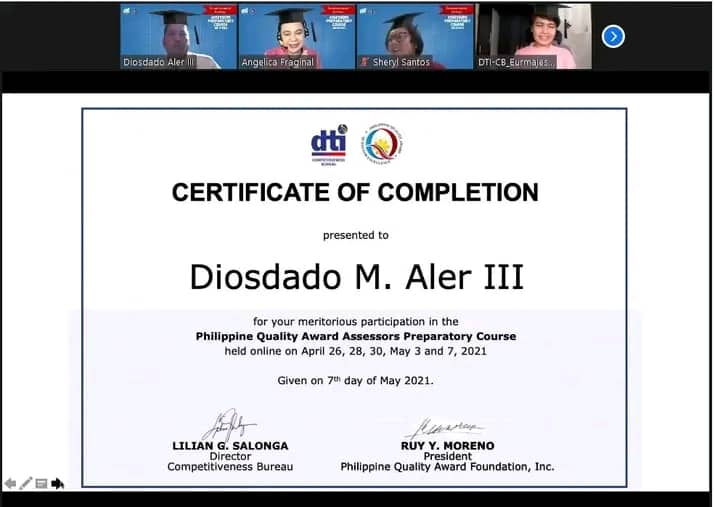 Diosdado Aler III
Angelica Fraginal
Sheryl Santos
DTI-CB_Eurmajes...
dti
COMPETITIVENESS
BUREAU
CERTIFICATE OF COMPLETION
presented to
Diosdado M. Aler III
for your meritorious participation in the
Philippine Quality Award Assessors Preparatory Course
held online on April 26, 28, 30, May 3 and 7, 2021
Given on 7th day of May 2021.
LILIAN G. SALONGA
Director
Competitiveness Bureau
RUY Y. MORENO
President
Philippine Quality Award Foundation, Inc.